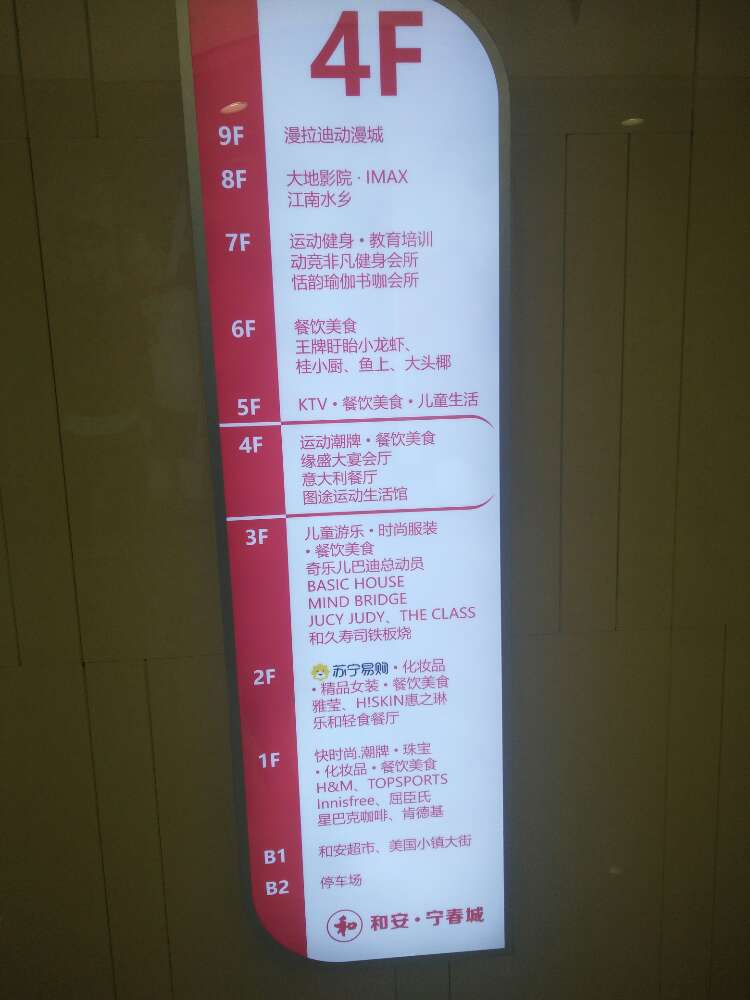 4F
9F 漫拉迪动漫城
8F 大地影院·IMAX
江南水乡
7F 运动健身·教育培训
动竞非凡健身会所
恬韵瑜伽书咖会所
6F 餐饮美食
王牌盱眙小龙虾、
桂小厨、鱼上、大头椰
5F KTV·餐饮美食·儿童生活
4F 运动潮牌·餐饮美食
缘盛大宴会厅
意大利餐厅
图途运动生活馆
3F 儿童游乐·时尚服装
·餐饮美食
奇乐儿巴迪总动员
BASIC HOUSE
MIND BRIDGE
JUCY JUDY、THE CLASS
和久寿司铁板烧
2F 苏宁易购·化妆品
·精品女装·餐饮美食
雅莹、H!SKIN惠之琳
乐和轻食餐厅
1F 快时尚.潮牌·珠宝
·化妆品·餐饮美食
H&M、TOPSPORTS
Innisfree、屈臣氏
星巴克咖啡、肯德基
B1 和安超市、美国小镇大街
B2 停车场
和 和安·宁春城